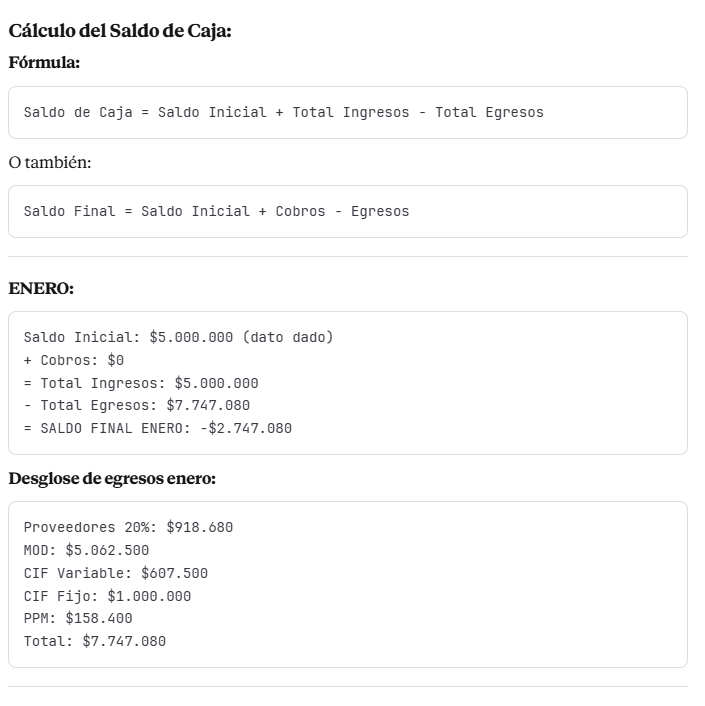 Cálculo del Saldo de Caja:
Fórmula:
Saldo de Caja = Saldo Inicial + Total Ingresos - Total Egresos
O también:
Saldo Final = Saldo Inicial + Cobros - Egresos
ENERO:
Saldo Inicial: $5.000.000 (dato dado)
+ Cobros: $0
= Total Ingresos: $5.000.000
- Total Egresos: $7.747.080
= SALDO FINAL ENERO: -$2.747.080
Desglose de egresos enero:
Proveedores 20%: $918.680
MOD: $5.062.500
CIF Variable: $607.500
CIF Fijo: $1.000.000
PPM: $158.400
Total: $7.747.080